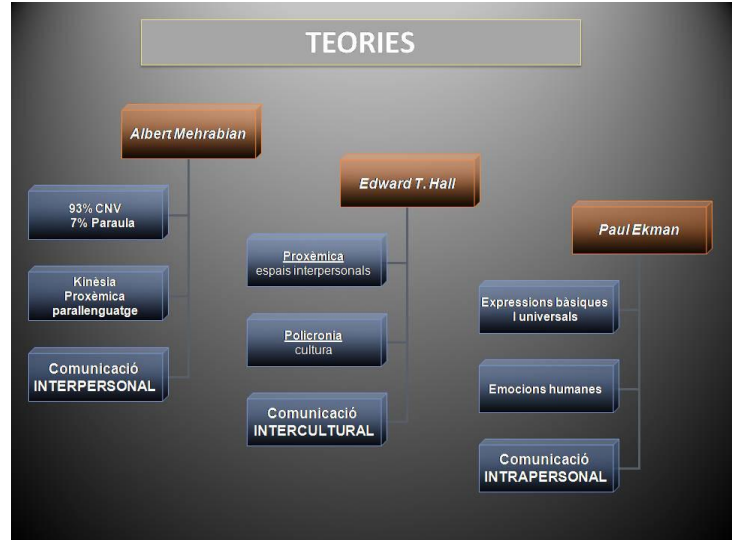 TEORIES
Albert Mehrabian
93% CNV
7% Paraula
Kinèsia
Proxèmica
parallenguatge
Comunicació
INTERPERSONAL
Edward T. Hall
Proxèmica
espais interpersonals
Policronia
cultura
Comunicació
INTERCULTURAL
Paul Ekman
Expressions bàsiques
I universals
Emocions humanes
Comunicació
INTRAPERSONAL